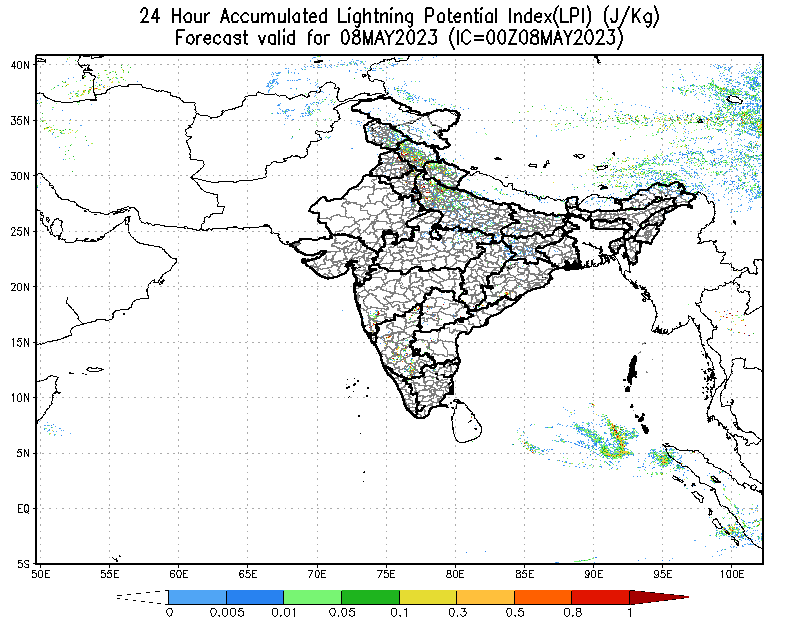 24 Hour Accumulated Lightning Potential Index(LPI) (J/Kg)
Forecast valid for 08MAY2023 (IC=00Z08MAY2023)
40N
35N
30N
25N
20N
15N
10N
5N
EQ
5S
50E 55E 60E 65E 70E 75E 80E 85E 90E 95E 100E
0 0.005 0.01 0.05 0.1 0.3 0.5 0.8 1